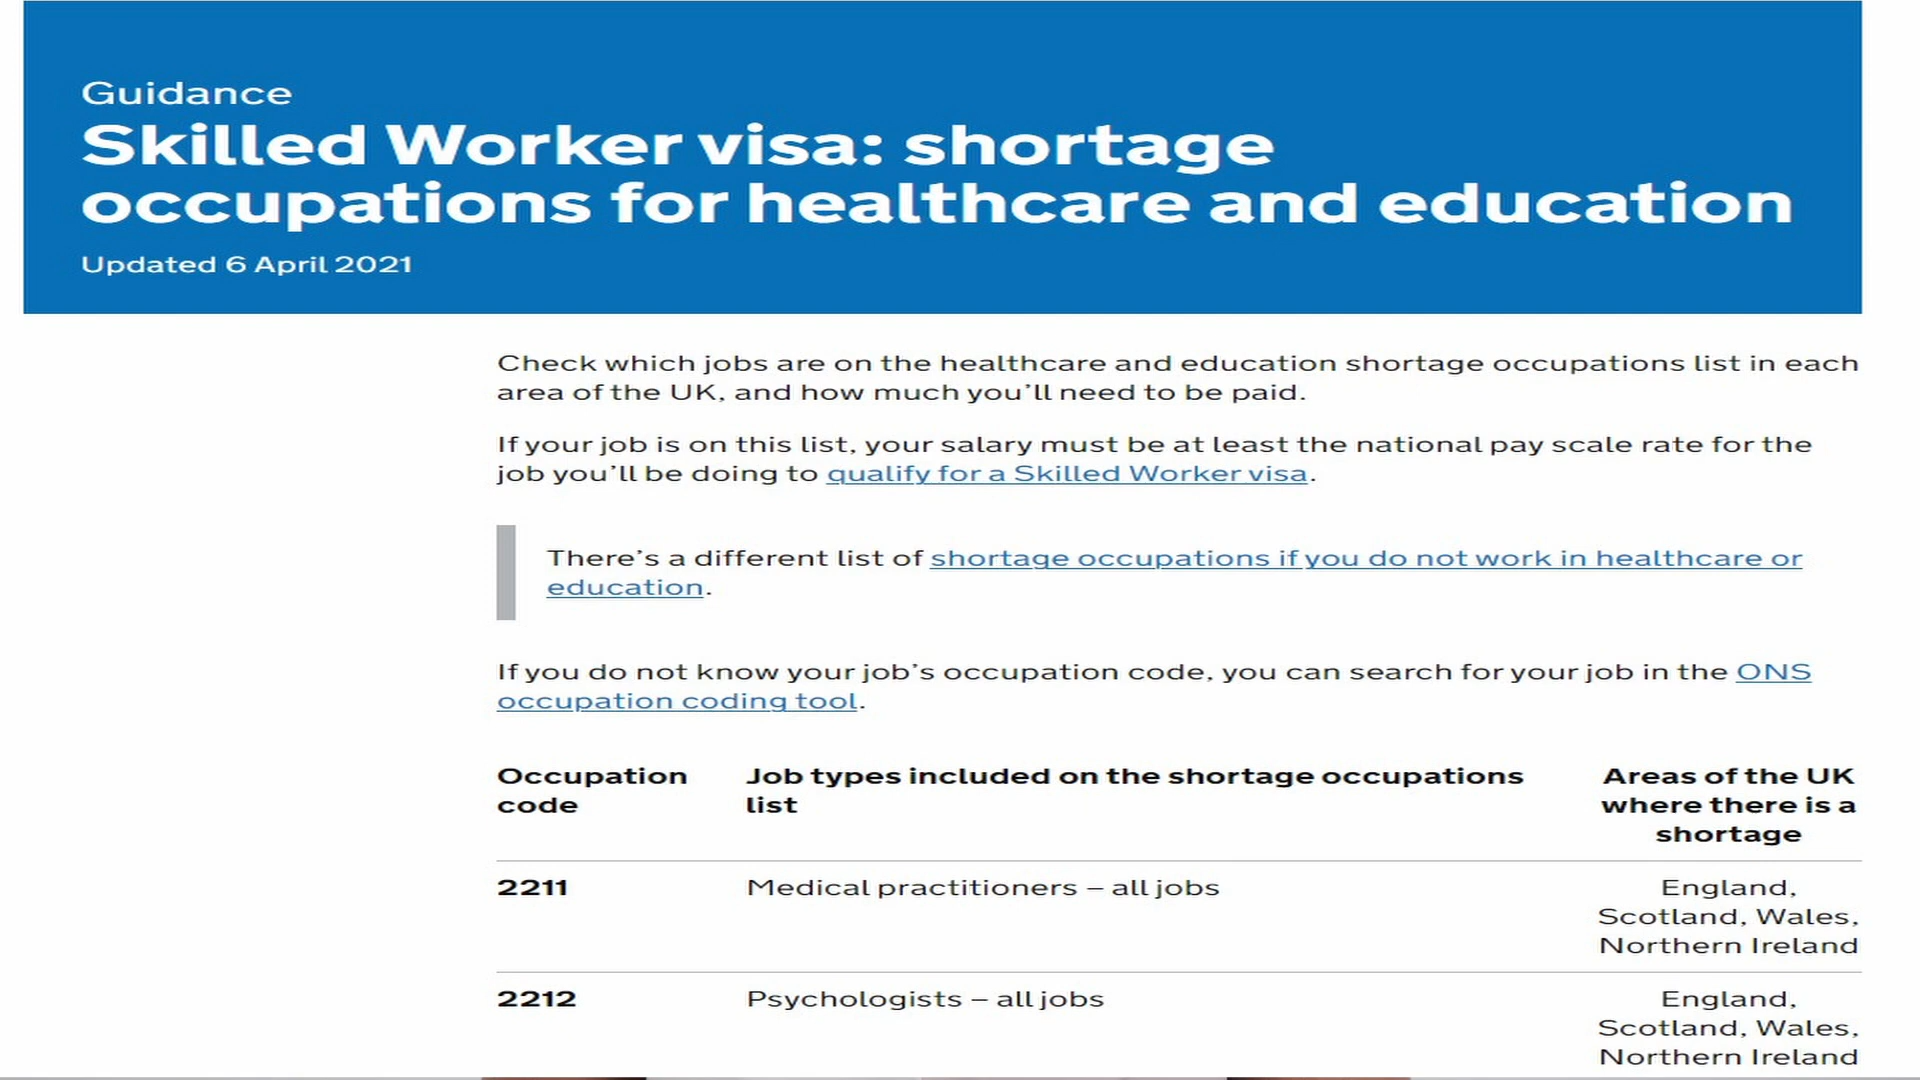 Guidance
Skilled Worker visa: shortage
occupations for healthcare and education
Updated 6 April 2021
Check which jobs are on the healthcare and education shortage occupations list in each
area of the UK, and how much you’ll need to be paid.
If your job is on this list, your salary must be at least the national pay scale rate for the
job you’ll be doing to qualify for a Skilled Worker visa.
There’s a different list of shortage occupations if you do not work in healthcare or
education.
If you do not know your job’s occupation code, you can search for your job in the ONS
occupation coding tool.
Occupation Job types included on the shortage occupations Areas of the UK
code list where there is a
shortage
2211 Medical practitioners – all jobs England,
Scotland, Wales,
Northern Ireland
2212 Psychologists – all jobs England,
Scotland, Wales,
Northern Ireland